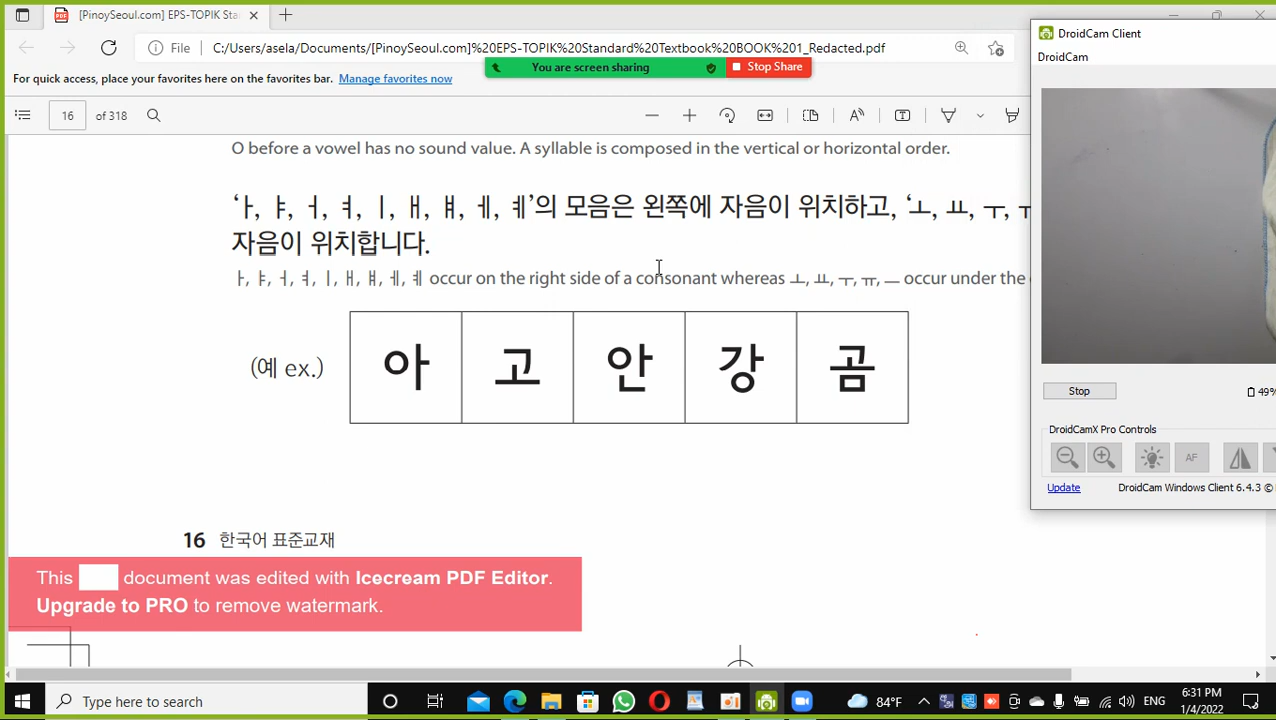 [PinoySeoul.com] EPS-TOPIK Sta
File
C:/Users/asela/Documents/[PinoySeoul.com]%20EPS-TOPIK%20Standard%20Textbook%20BOOK%201_Redacted.pdf
For quick access, place your favorites here on the favorites bar. Manage favorites now
You are screen sharing
Stop Share
16 of 318
O before a vowel has no sound value. A syllable is composed in the vertical or horizontal order.
‘ㅏ, ㅑ, ㅓ, ㅕ, ㅣ, ㅐ, ㅒ, ㅔ, ㅖ’의 모음은 왼쪽에 자음이 위치하고, ‘ㅗ, ㅛ, ㅜ, ㅠ
자음이 위치합니다.
ㅏ, ㅑ, ㅓ, ㅕ, ㅣ, ㅐ, ㅒ, ㅔ, ㅖ occur on the right side of a consonant whereas ㅗ, ㅛ, ㅜ, ㅠ, ㅡ occur under the
(예 ex.) 아 고 안 강 곰
16 한국어 표준교재
This document was edited with Icecream PDF Editor.
Upgrade to PRO to remove watermark.
DroidCam Client
DroidCam
Stop
49%
DroidCamX Pro Controls
AF
Update
DroidCam Windows Client 6.4.3 ©
Type here to search
84°F
ENG
6:31 PM
1/4/2022